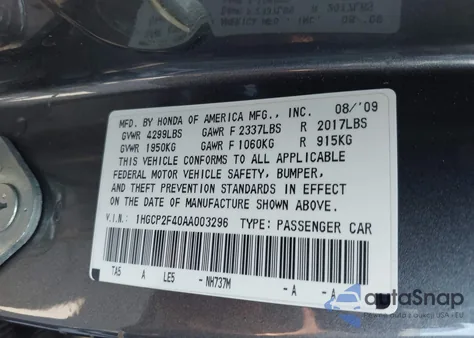 MFD. BY HONDA OF AMERICA MFG., INC. 08/'09
GVWR 4299LBS GAWR F 2337LBS R 2017LBS
GVWR 1950KG GAWR F 1060KG R 915KG
THIS VEHICLE CONFORMS TO ALL APPLICABLE
FEDERAL MOTOR VEHICLE SAFETY, BUMPER,
AND THEFT PREVENTION STANDARDS IN EFFECT
ON THE DATE OF MANUFACTURE SHOWN ABOVE.
V.I.N.: 1HGCP2F40AA003296 TYPE: PASSENGER CAR
TA5 A LE5 -NH737M -A -A
autoSnap